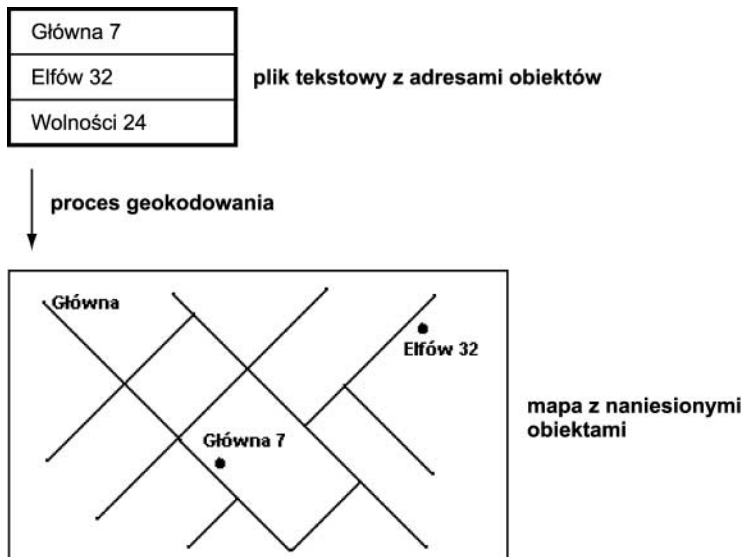 Główna 7
Elfów 32
plik tekstowy z adresami obiektów
Wolności 24
proces geokodowania
Główna
Elfów 32
Główna 7
mapa z naniesionymi
obiektami